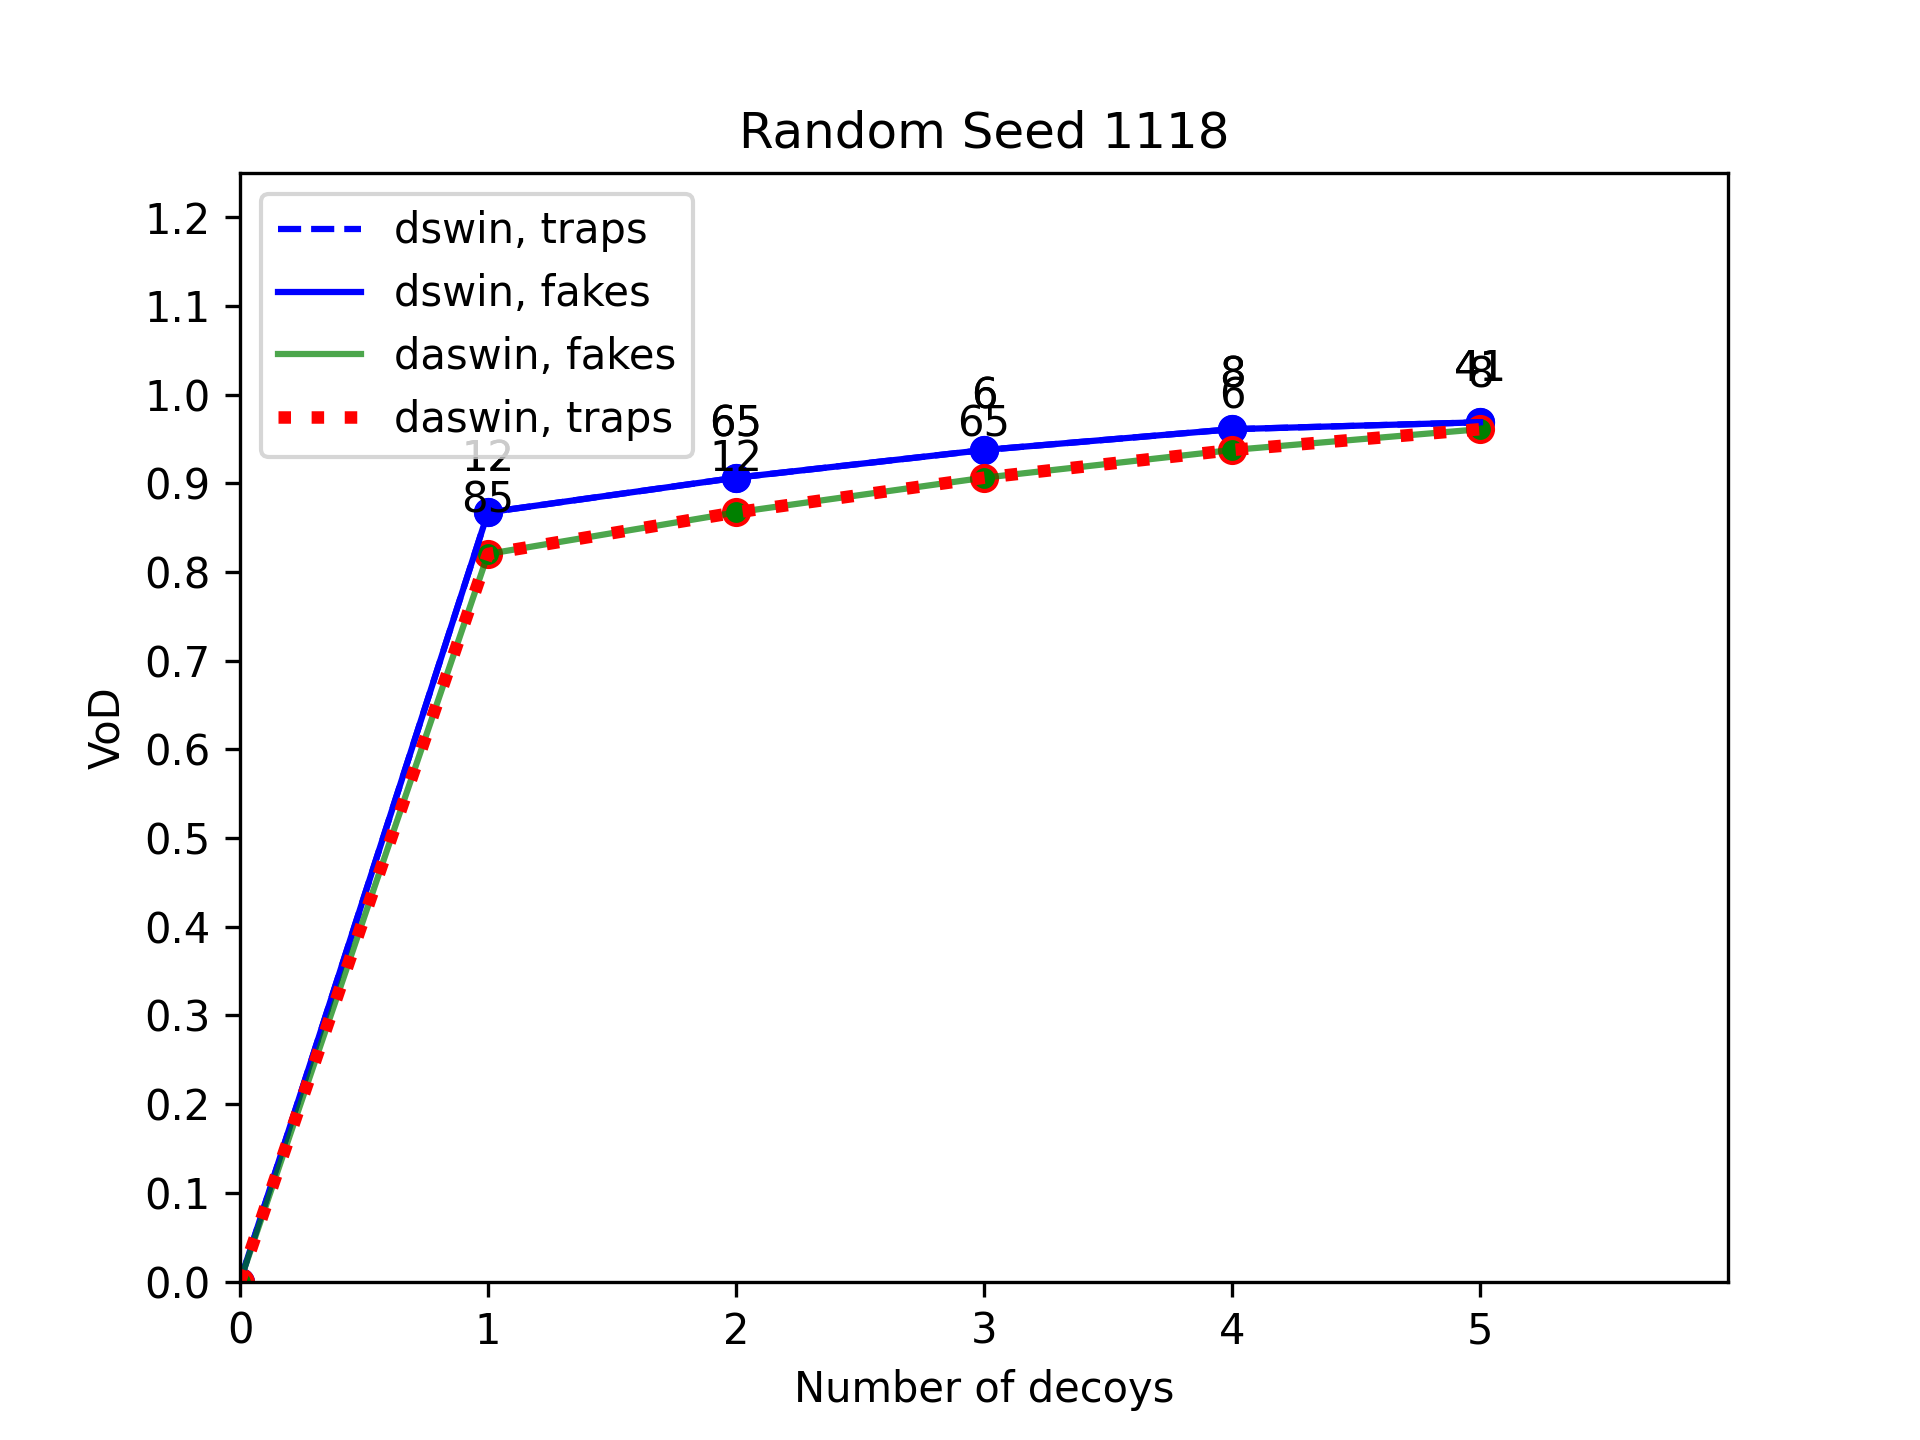 Random Seed 1118
dswin, traps
dswin, fakes
daswin, fakes
daswin, traps
1.2
1.1
1.0
0.9
0.8
0.7
0.6
0.5
0.4
0.3
0.2
0.1
0.0
VoD
12
85
65
12
6
65
8
6
41
8
0 1 2 3 4 5
Number of decoys